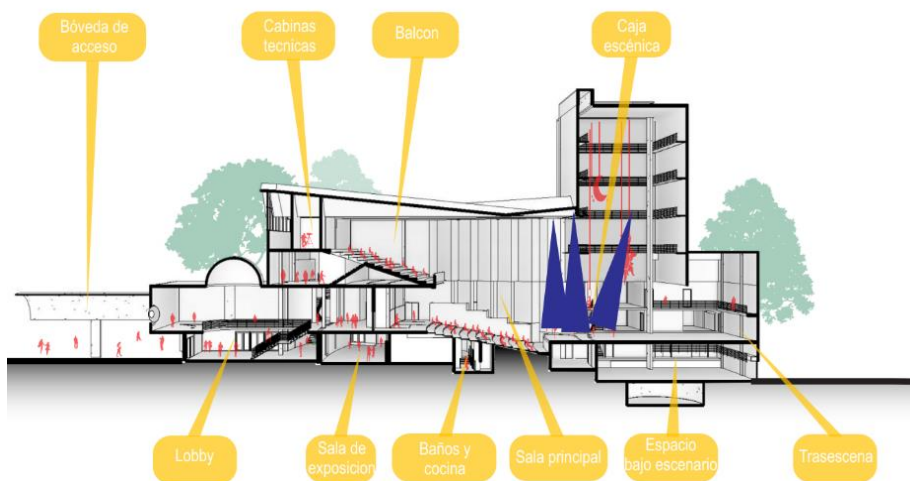 Bóveda de
acceso
Cabinas
tecnicas
Balcon
Caja
escénica
Lobby
Sala de
exposicion
Baños y
cocina
Sala principal
Espacio
bajo escenario
Trasescena